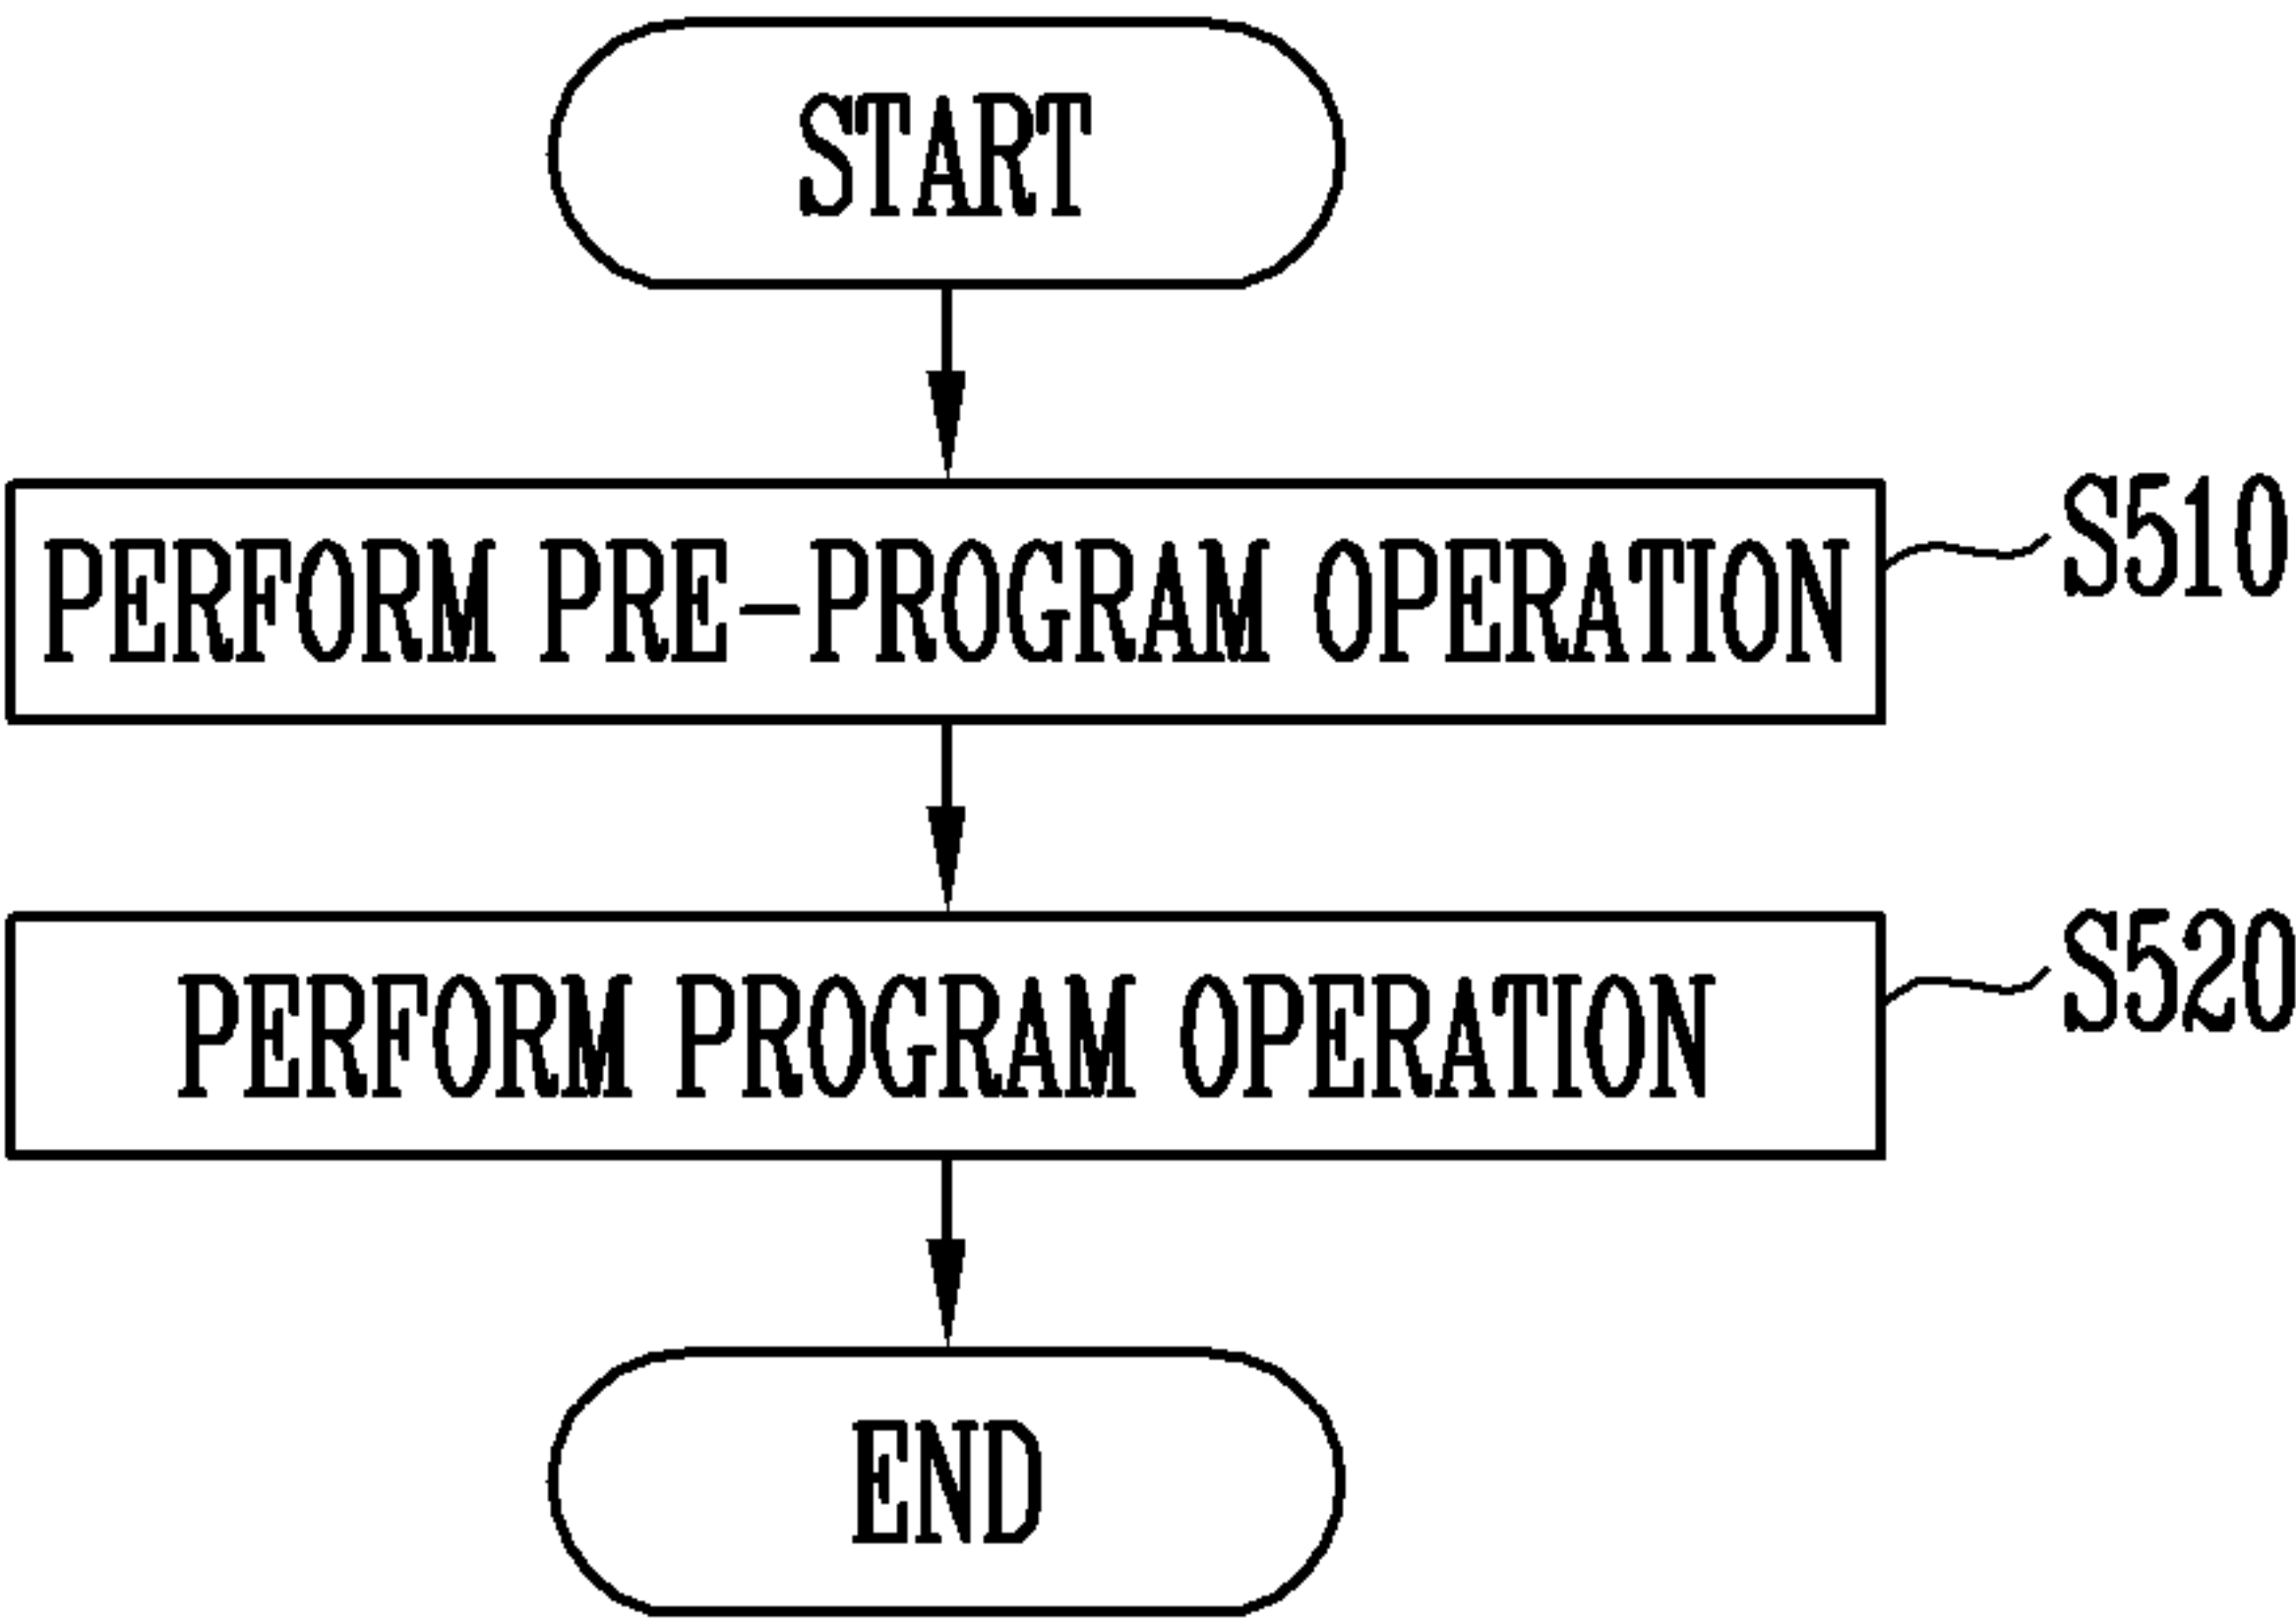 START
PERFORM PRE-PROGRAM OPERATION
S510
PERFORM PROGRAM OPERATION
S520
END